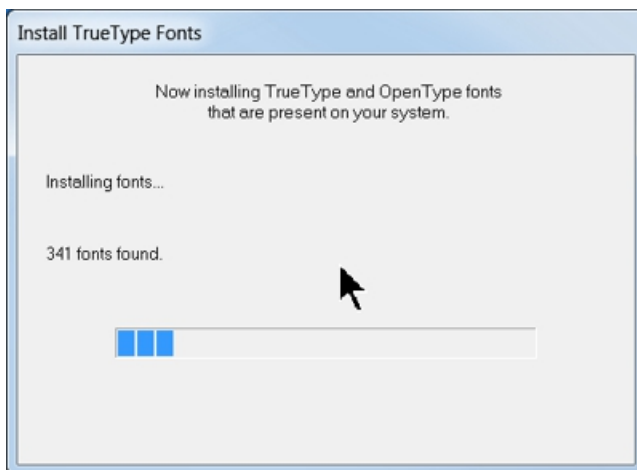 Install TrueType Fonts
Now installing TrueType and OpenType fonts
that are present on your system.
Installing fonts...
341 fonts found.